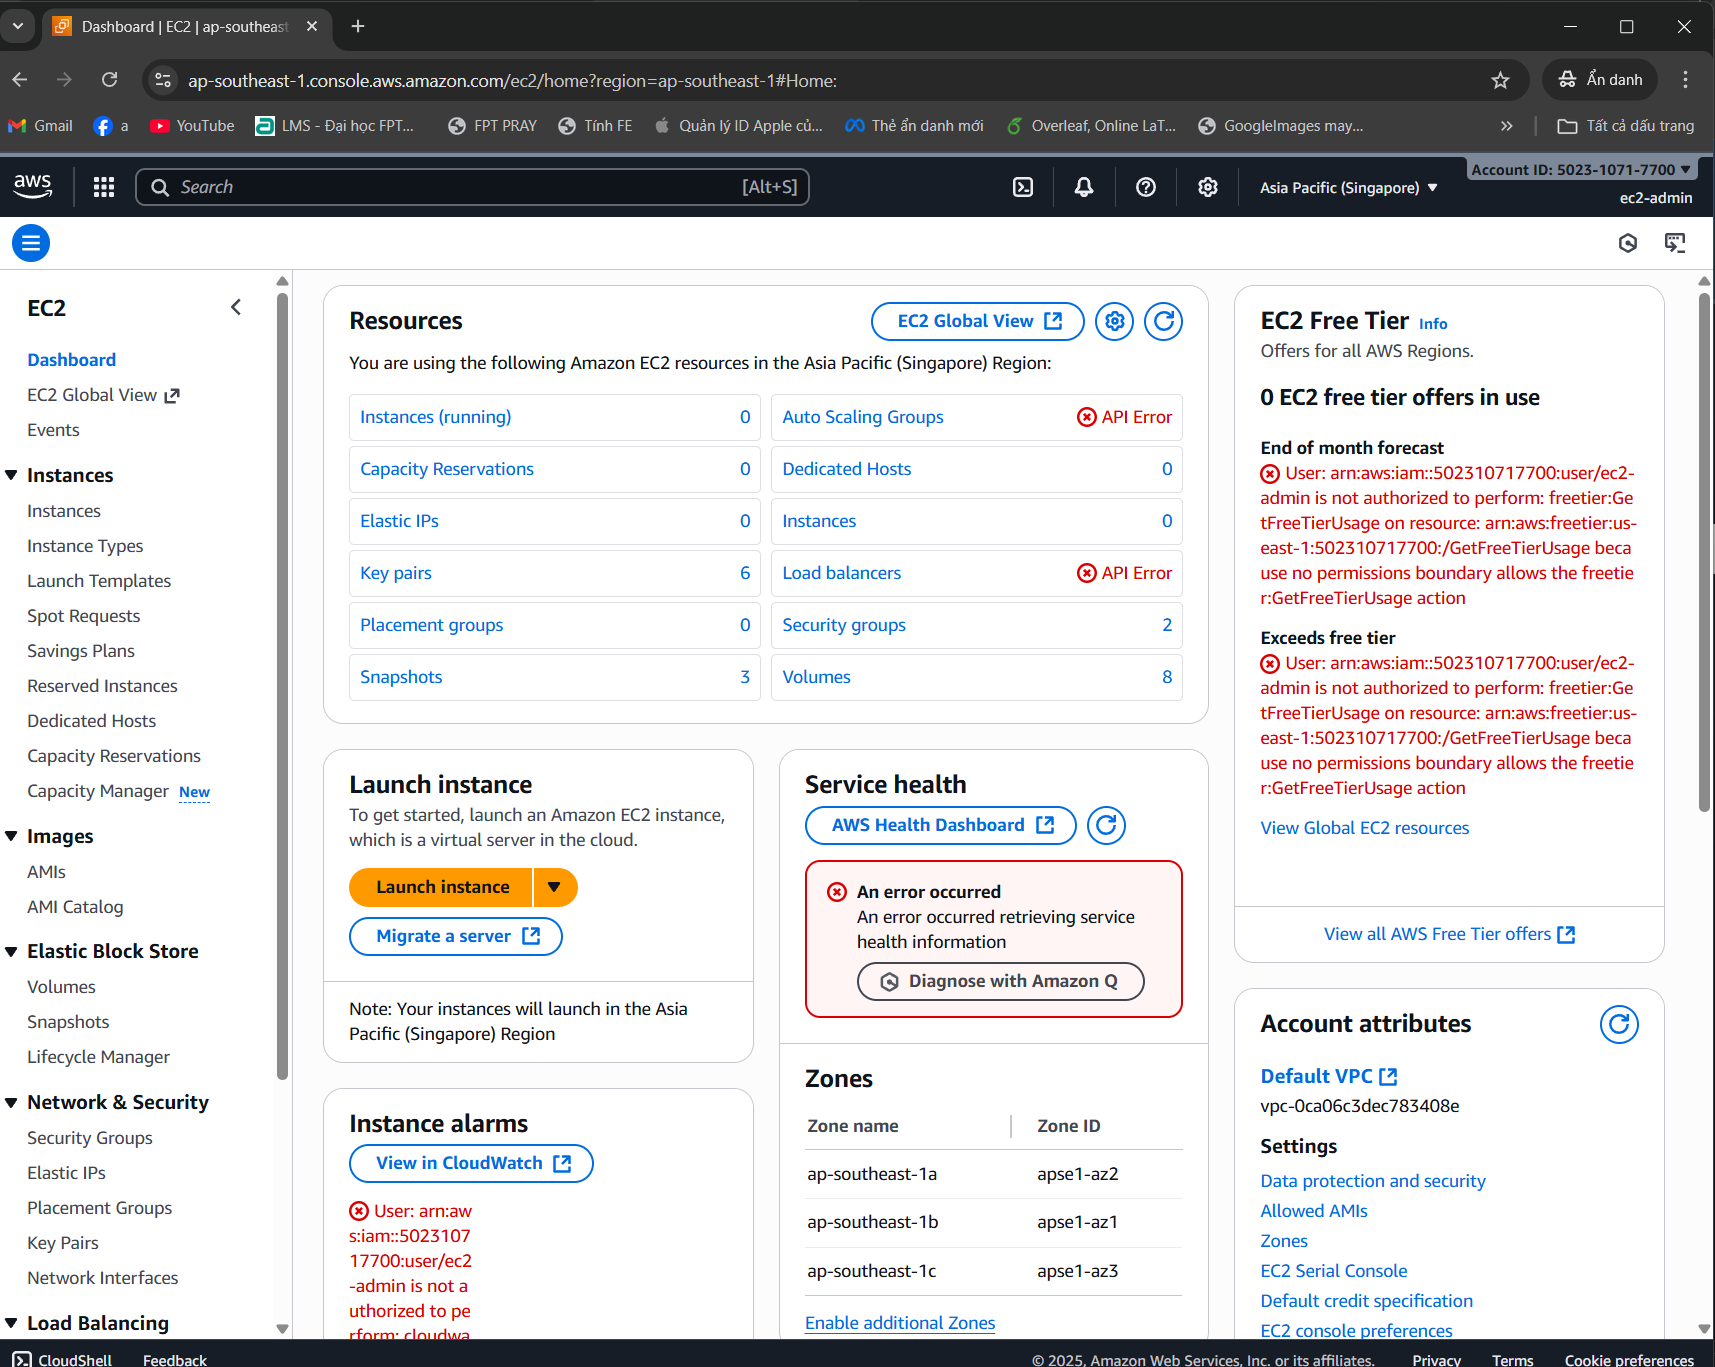 Dashboard | EC2 | ap-southeast
ap-southeast-1.console.aws.amazon.com/ec2/home?region=ap-southeast-1#Home:
Ẩn danh
Gmail
a
YouTube
LMS - Đại học FPT...
FPT PRAY
Tính FE
Quản lý ID Apple củ...
Thẻ ẩn danh mới
Overleaf, Online LaT...
GoogleImages may...
Tất cả dấu trang
aws
Search
[Alt+S]
Asia Pacific (Singapore)
Account ID: 5023-1071-7700
ec2-admin
EC2
Dashboard
EC2 Global View
Events
Instances
Instances
Instance Types
Launch Templates
Spot Requests
Savings Plans
Reserved Instances
Dedicated Hosts
Capacity Reservations
Capacity Manager New
Images
AMIs
AMI Catalog
Elastic Block Store
Volumes
Snapshots
Lifecycle Manager
Network & Security
Security Groups
Elastic IPs
Placement Groups
Key Pairs
Network Interfaces
Load Balancing
Resources
EC2 Global View
You are using the following Amazon EC2 resources in the Asia Pacific (Singapore) Region:
Instances (running) 0
Auto Scaling Groups API Error
Capacity Reservations 0
Dedicated Hosts 0
Elastic IPs 0
Instances 0
Key pairs 6
Load balancers API Error
Placement groups 0
Security groups 2
Snapshots 3
Volumes 8
Launch instance
To get started, launch an Amazon EC2 instance,
which is a virtual server in the cloud.
Launch instance
Migrate a server
Note: Your instances will launch in the Asia
Pacific (Singapore) Region
Instance alarms
View in CloudWatch
User: arn:aw
s:iam::5023107
17700:user/ec2
-admin is not a
uthorized to pe
rform: cloudwa
Service health
AWS Health Dashboard
An error occurred
An error occurred retrieving service
health information
Diagnose with Amazon Q
Zones
Zone name Zone ID
ap-southeast-1a apse1-az2
ap-southeast-1b apse1-az1
ap-southeast-1c apse1-az3
Enable additional Zones
EC2 Free Tier Info
Offers for all AWS Regions.
0 EC2 free tier offers in use
End of month forecast
User: arn:aws:iam::502310717700:user/ec2-
admin is not authorized to perform: freetier:Ge
tFreeTierUsage on resource: arn:aws:freetier:us-
east-1:502310717700:/GetFreeTierUsage beca
use no permissions boundary allows the freetie
r:GetFreeTierUsage action
Exceeds free tier
User: arn:aws:iam::502310717700:user/ec2-
admin is not authorized to perform: freetier:Ge
tFreeTierUsage on resource: arn:aws:freetier:us-
east-1:502310717700:/GetFreeTierUsage beca
use no permissions boundary allows the freetie
r:GetFreeTierUsage action
View Global EC2 resources
View all AWS Free Tier offers
Account attributes
Default VPC
vpc-0ca06c3dec783408e
Settings
Data protection and security
Allowed AMIs
Zones
EC2 Serial Console
Default credit specification
EC2 console preferences
CloudShell
Feedback
© 2025, Amazon Web Services, Inc. or its affiliates.
Privacy
Terms
Cookie preferences